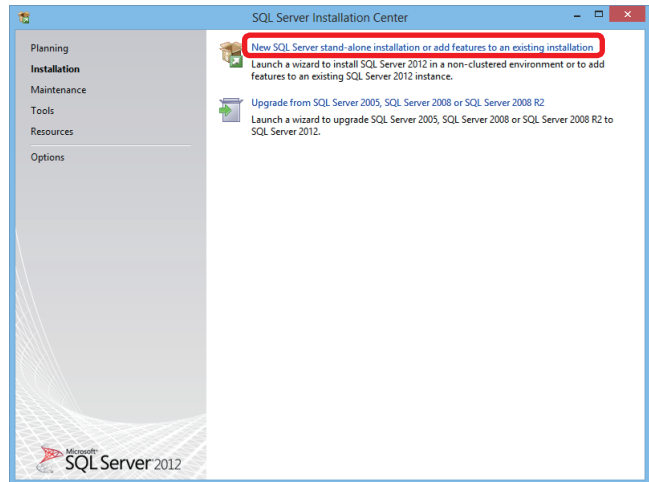 SQL Server Installation Center
Planning
Installation
Maintenance
Tools
Resources
Options
New SQL Server stand-alone installation or add features to an existing installation
Launch a wizard to install SQL Server 2012 in a non-clustered environment or to add
features to an existing SQL Server 2012 instance.
Upgrade from SQL Server 2005, SQL Server 2008 or SQL Server 2008 R2
Launch a wizard to upgrade SQL Server 2005, SQL Server 2008 or SQL Server 2008 R2 to
SQL Server 2012.
Microsoft
SQL Server 2012